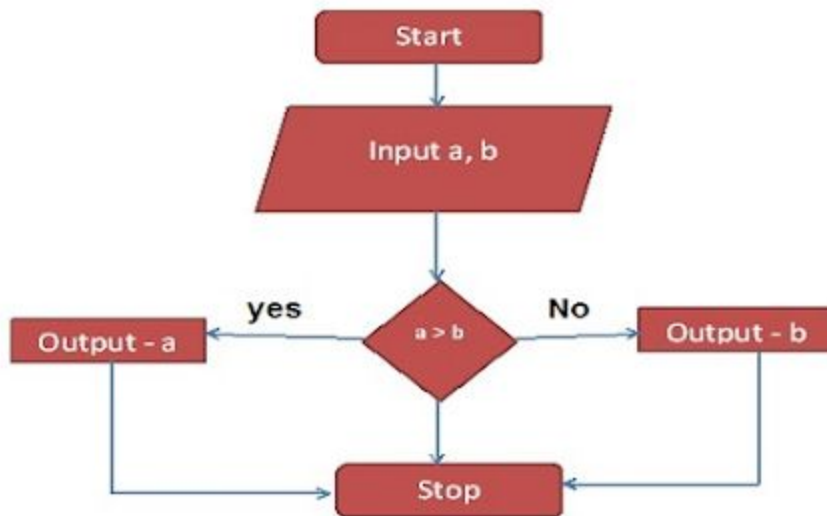 Start
Input a, b
yes
No
a > b
Output - a
Output - b
Stop